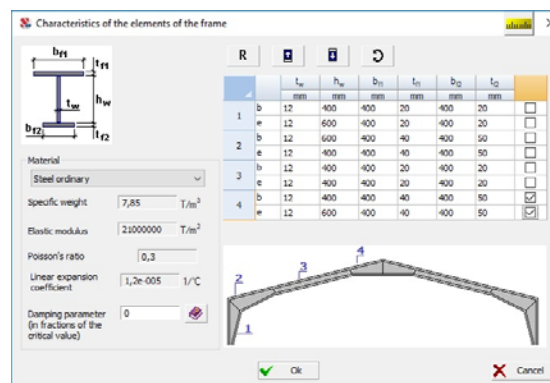 Characteristics of the elements of the frame
bf1 tf1
tw hw
bf2 tf2
Material
Steel ordinary
Specific weight 7,85 T/m³
Elastic modulus 21000000 T/m²
Poisson's ratio 0,3
Linear expansion coefficient 1,2e-005 1/°C
Damping parameter 0
(in fractions of the
critical value)
R
tw hw bf1 tf1 bf2 tf2
mm mm mm mm mm mm
1 b 12 400 400 20 400 20
e 12 600 400 20 400 20
2 b 12 600 400 40 400 50
e 12 400 400 40 400 50
3 b 12 400 400 20 400 20
e 12 400 400 20 400 20
4 b 12 400 400 40 400 50
e 12 600 400 40 400 50
4
3
2
1
Ok
Cancel